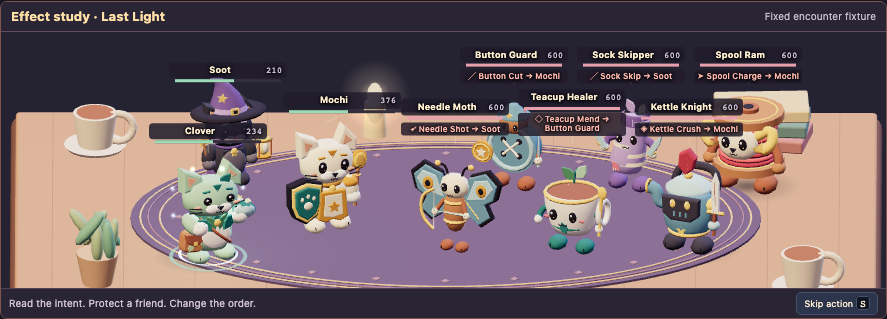 Effect study · Last Light
Fixed encounter fixture
Button Guard 600
Button Cut → Mochi
Sock Skipper 600
Sock Skip → Soot
Spool Ram 600
Spool Charge → Mochi
Soot 210
Mochi 376
Needle Moth 600
Needle Shot → Soot
Teacup Healer 600
Teacup Mend →
Button Guard
Kettle Knight 600
Kettle Crush → Mochi
Clover 234
Read the intent. Protect a friend. Change the order.
Skip action S